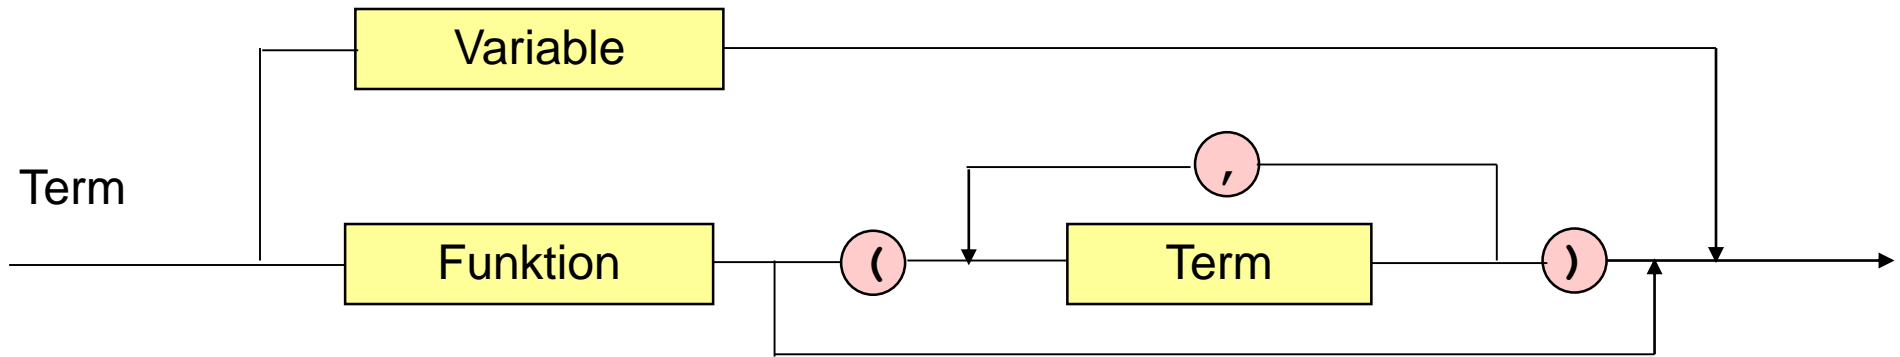 Variable
,
Term
Funktion ( Term )